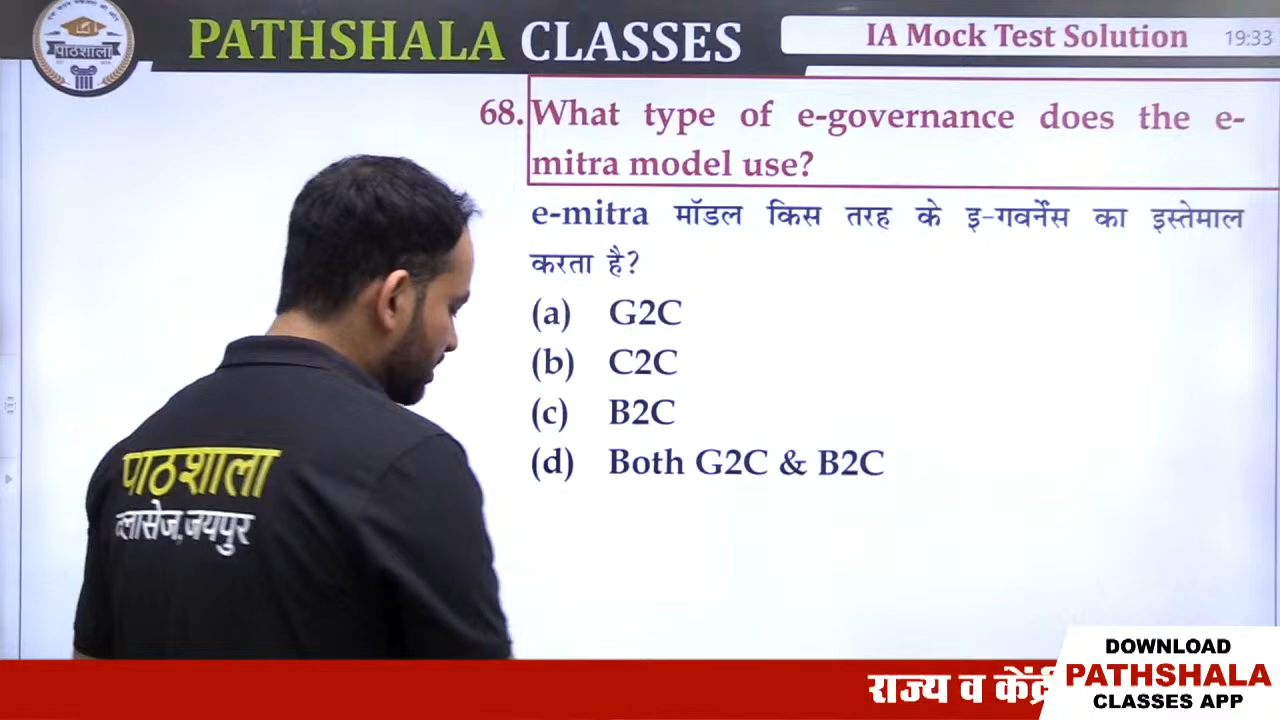 पाठशाला
PATHSHALA CLASSES
IA Mock Test Solution
19:33
68. What type of e-governance does the e-
mitra model use?
e-mitra मॉडल किस तरह के इ-गवर्नेंस का इस्तेमाल
करता है?
(a) G2C
(b) C2C
(c) B2C
(d) Both G2C & B2C
पाठशाला
क्लासेज, जयपुर
राज्य व
DOWNLOAD
PATHSHALA
CLASSES APP